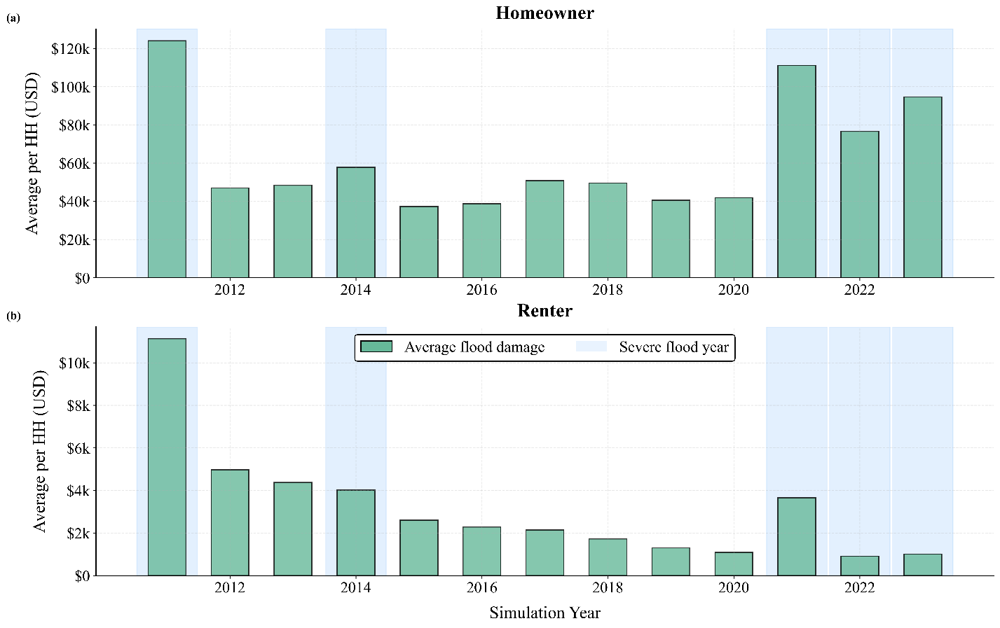 (a)
Homeowner
Average per HH (USD)
$120k
$100k
$80k
$60k
$40k
$20k
$0
2012 2014 2016 2018 2020 2022
(b)
Renter
Average flood damage Severe flood year
Average per HH (USD)
$10k
$8k
$6k
$4k
$2k
$0
2012 2014 2016 2018 2020 2022
Simulation Year